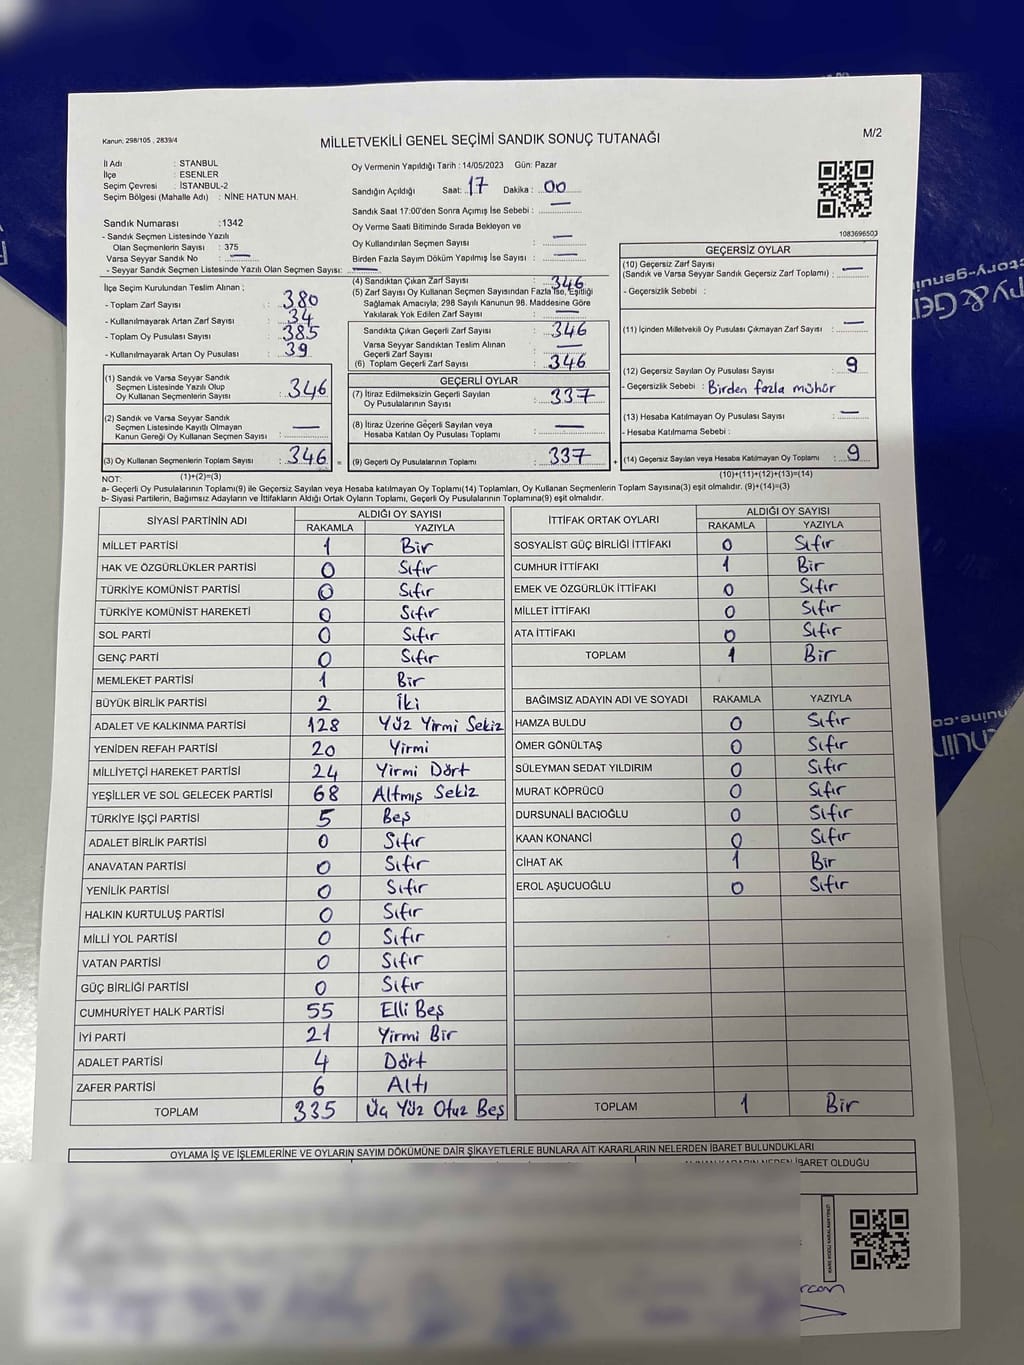 Kanun: 298/105 , 2839/4
MİLLETVEKİLİ GENEL SEÇİMİ SANDIK SONUÇ TUTANAĞI
M/2
İl Adı : STANBUL
İlçe : ESENLER
Seçim Çevresi : İSTANBUL-2
Seçim Bölgesi (Mahalle Adı) : NİNE HATUN MAH.
Oy Vermenin Yapıldığı Tarih : 14/05/2023 Gün: Pazar
Sandığın Açıldığı Saat: 17 Dakika : 00
Sandık Saat 17:00'den Sonra Açımış İse Sebebi : —
Oy Verme Saati Bitiminde Sırada Bekleyon ve
Oy Kullandırılan Seçmen Sayısı : —
Birden Fazla Sayım Döküm Yapılmış İse Sayısı : —
1083696503
Sandık Numarası :1342
- Sandık Seçmen Listesinde Yazılı
Olan Seçmenlerin Sayısı : 375
Varsa Seyyar Sandık No : —
- Seyyar Sandık Seçmen Listesinde Yazılı Olan Seçmen Sayısı: —
İlçe Seçim Kurulundan Teslim Alınan ;
- Toplam Zarf Sayısı : 380
- Kullanılmayarak Artan Zarf Sayısı : 34
- Toplam Oy Pusulası Sayısı : 385
- Kullanılmayarak Artan Oy Pusulası : 39
(1) Sandık ve Varsa Seyyar Sandık
Seçmen Listesinde Yazılı Olup
Oy Kullanan Seçmenlerin Sayısı : 346
(2) Sandık ve Varsa Seyyar Sandık
Seçmen Listesinde Kayıtlı Olmayan
Kanun Gereği Oy Kullanan Seçmen Sayısı : —
(3) Oy Kullanan Seçmenlerin Toplam Sayısı : 346 =
(4) Sandıktan Çıkan Zarf Sayısı : 346
(5) Zarf Sayısı Oy Kullanan Seçmen Sayısından Fazla İse, Eşitliği
Sağlamak Amacıyla, 298 Sayılı Kanunun 98. Maddesine Göre
Yakılarak Yok Edilen Zarf Sayısı : —
Sandıkta Çıkan Geçerli Zarf Sayısı : 346
Varsa Seyyar Sandıktan Teslim Alınan
Geçerli Zarf Sayısı : —
(6) Toplam Geçerli Zarf Sayısı : 346
GEÇERLİ OYLAR
(7) İtiraz Edilmeksizin Geçerli Sayılan
Oy Pusulalarının Sayısı : 337
(8) İtiraz Üzerine Geçerli Sayılan veya
Hesaba Katılan Oy Pusulası Toplamı : —
(9) Geçerli Oy Pusulalarının Toplamı : 337 +
GEÇERSİZ OYLAR
(10) Geçersiz Zarf Sayısı
(Sandık ve Varsa Seyyar Sandık Geçersiz Zarf Toplamı) : —
- Geçersizlik Sebebi :
(11) İçinden Milletvekili Oy Pusulası Çıkmayan Zarf Sayısı : —
(12) Geçersiz Sayılan Oy Pusulası Sayısı : 9
- Geçersizlik Sebebi : Birden fazla mühür
(13) Hesaba Katılmayan Oy Pusulası Sayısı : —
- Hesaba Katılmama Sebebi :
(14) Geçersiz Sayılan veya Hesaba Katılmayan Oy Toplamı : 9
NOT: (1)+(2)=(3) (10)+(11)+(12)+(13)=(14)
a- Geçerli Oy Pusulalarının Toplamı(9) ile Geçersiz Sayılan veya Hesaba Katılmayan Oy Toplamı(14) Toplamları, Oy Kullanan Seçmenlerin Toplam Sayısına(3) eşit olmalıdır. (9)+(14)=(3)
b- Siyasi Partilerin, Bağımsız Adayların ve İttifakların Aldığı Ortak Oyların Toplamı, Geçerli Oy Pusulalarının Toplamına(9) eşit olmalıdır.
SİYASİ PARTİNİN ADI ALDIĞI OY SAYISI
RAKAMLA YAZIYLA
MİLLET PARTİSİ 1 Bir
HAK VE ÖZGÜRLÜKLER PARTİSİ 0 Sıfır
TÜRKİYE KOMÜNİST PARTİSİ 0 Sıfır
TÜRKİYE KOMÜNİST HAREKETİ 0 Sıfır
SOL PARTİ 0 Sıfır
GENÇ PARTİ 0 Sıfır
MEMLEKET PARTİSİ 1 Bir
BÜYÜK BİRLİK PARTİSİ 2 İki
ADALET VE KALKINMA PARTİSİ 128 Yüz Yirmi Sekiz
YENİDEN REFAH PARTİSİ 20 Yirmi
MİLLİYETÇİ HAREKET PARTİSİ 24 Yirmi Dört
YEŞİLLER VE SOL GELECEK PARTİSİ 68 Altmış Sekiz
TÜRKİYE İŞÇİ PARTİSİ 5 Beş
ADALET BİRLİK PARTİSİ 0 Sıfır
ANAVATAN PARTİSİ 0 Sıfır
YENİLİK PARTİSİ 0 Sıfır
HALKIN KURTULUŞ PARTİSİ 0 Sıfır
MİLLİ YOL PARTİSİ 0 Sıfır
VATAN PARTİSİ 0 Sıfır
GÜÇ BİRLİĞİ PARTİSİ 0 Sıfır
CUMHURİYET HALK PARTİSİ 55 Elli Beş
İYİ PARTİ 21 Yirmi Bir
ADALET PARTİSİ 4 Dört
ZAFER PARTİSİ 6 Altı
TOPLAM 335 Üç Yüz Otuz Beş
İTTİFAK ORTAK OYLARI ALDIĞI OY SAYISI
RAKAMLA YAZIYLA
SOSYALİST GÜÇ BİRLİĞİ İTTİFAKI 0 Sıfır
CUMHUR İTTİFAKI 1 Bir
EMEK VE ÖZGÜRLÜK İTTİFAKI 0 Sıfır
MİLLET İTTİFAKI 0 Sıfır
ATA İTTİFAKI 0 Sıfır
TOPLAM 1 Bir
BAĞIMSIZ ADAYIN ADI VE SOYADI RAKAMLA YAZIYLA
HAMZA BULDU 0 Sıfır
ÖMER GÖNÜLTAŞ 0 Sıfır
SÜLEYMAN SEDAT YILDIRIM 0 Sıfır
MURAT KÖPRÜCÜ 0 Sıfır
DURSUNALİ BACIOĞLU 0 Sıfır
KAAN KONANCİ 0 Sıfır
CİHAT AK 1 Bir
EROL AŞUCUOĞLU 0 Sıfır
TOPLAM 1 Bir
OYLAMA İŞ VE İŞLEMLERİNE VE OYLARIN SAYIM DÖKÜMÜNE DAİR ŞİKAYETLERLE BUNLARA AİT KARARLARIN NELERDEN İBARET BULUNDUKLARI
İBARET OLDUĞU